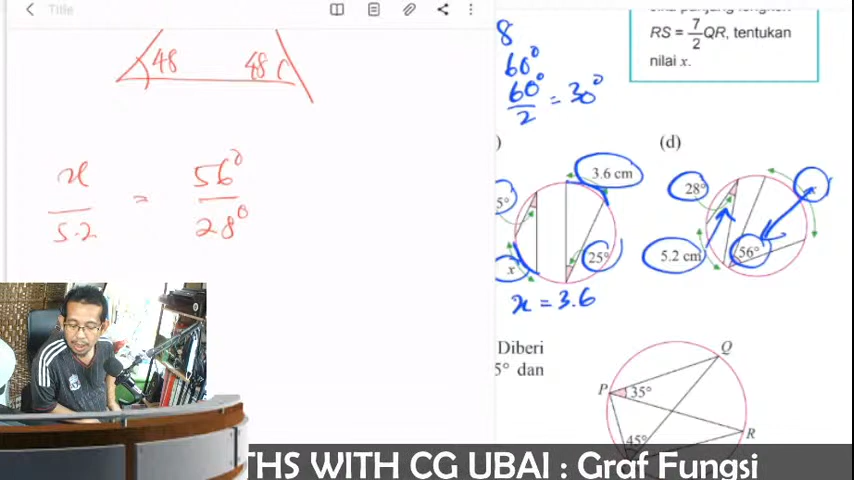 Title
48
48
x/5.2 = 56°/28°
8
60°
60°/2 = 30°
RS = 7/2 QR, tentukan
nilai x.
(d)
5°
3.6 cm
25°
x
x = 3.6
28°
5.2 cm
56°
Diberi
5° dan
Q
P
35°
R
45°
THS WITH CG UBAI : Graf Fungsi